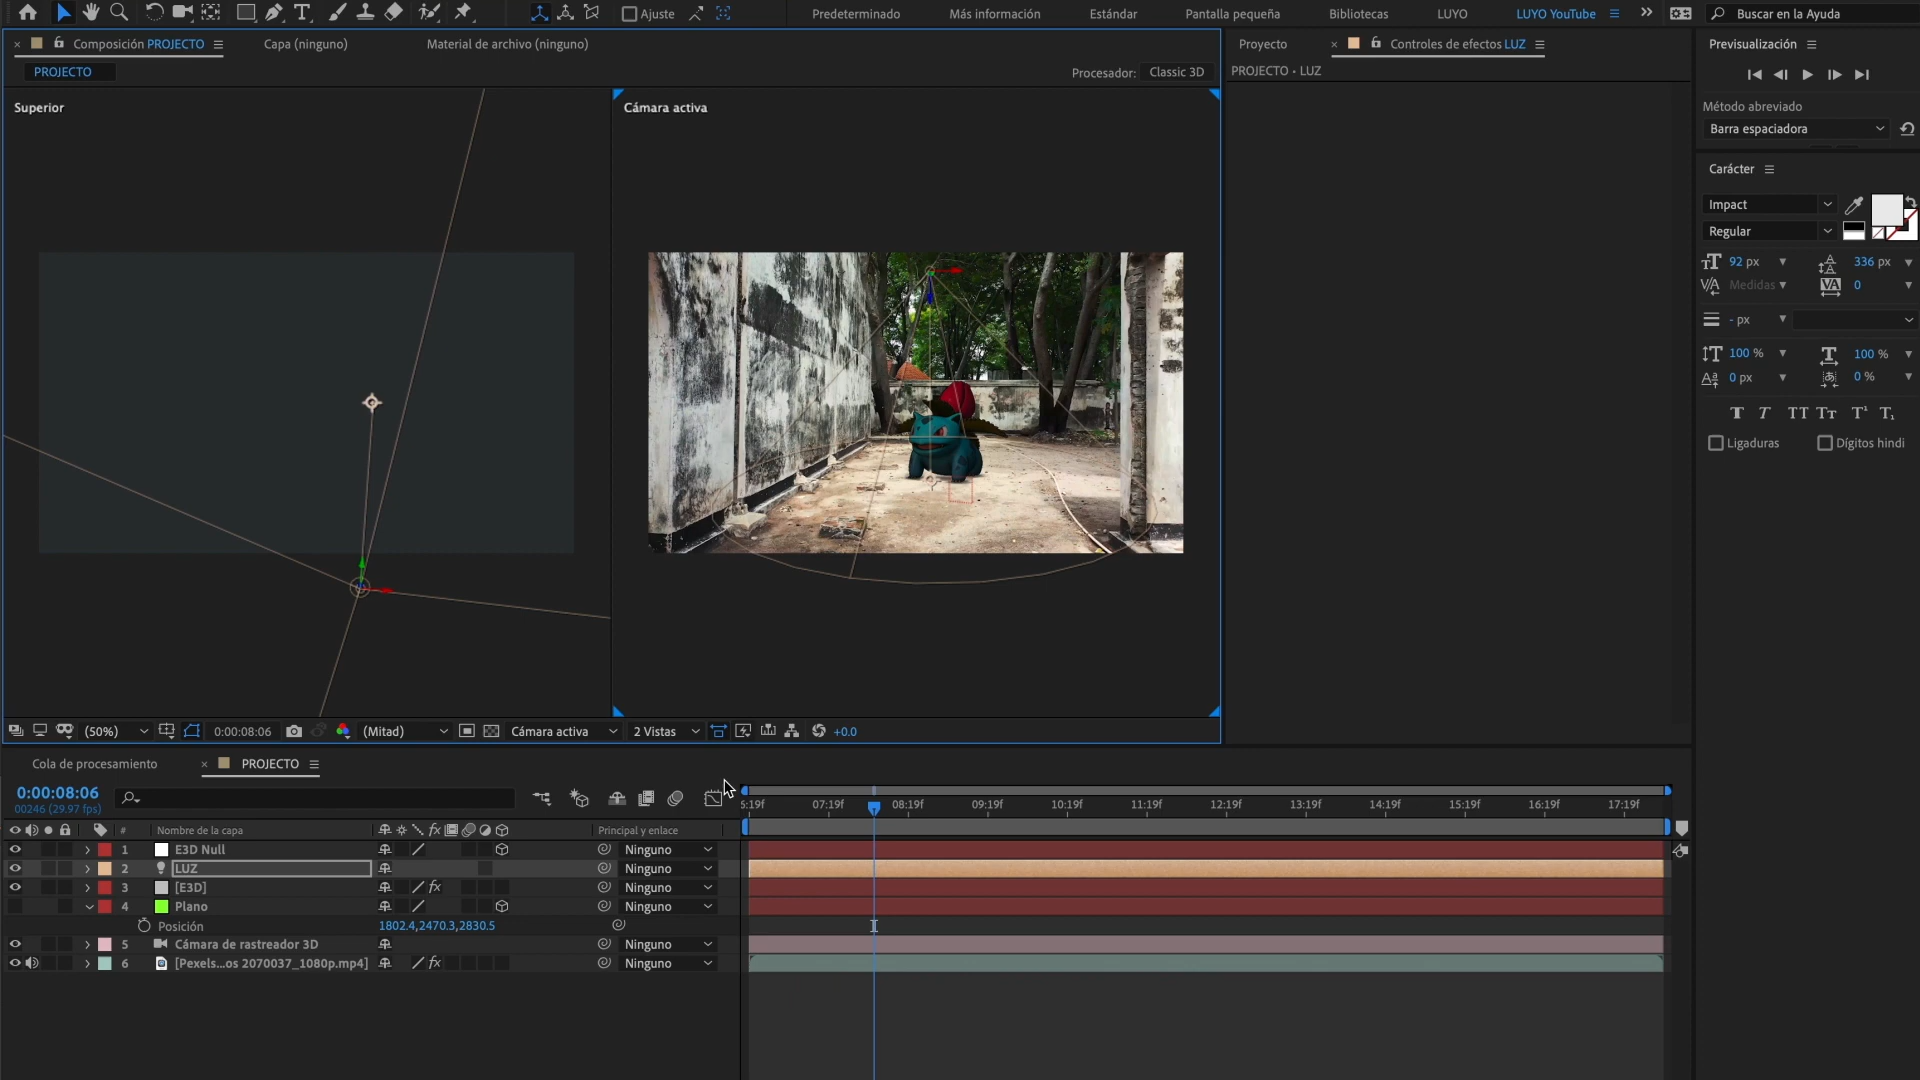 Ajuste
Predeterminado
Más información
Estándar
Pantalla pequeña
Bibliotecas
LUYO
LUYO YouTube
Buscar en la Ayuda
Composición PROJECTO
Capa (ninguno)
Material de archivo (ninguno)
Proyecto
Controles de efectos LUZ
Previsualización
PROJECTO
Procesador: Classic 3D
PROJECTO • LUZ
Superior
Cámara activa
Método abreviado
Barra espaciadora
Carácter
Impact
Regular
92 px
336 px
Medidas
0
- px
100 %
100 %
0 px
0 %
Ligaduras
Dígitos hindi
(50%)
0:00:08:06
(Mitad)
Cámara activa
2 Vistas
+0.0
Cola de procesamiento
PROJECTO
0:00:08:06
00246 (29.97 fps)
5:19f
07:19f
08:19f
09:19f
10:19f
11:19f
12:19f
13:19f
14:19f
15:19f
16:19f
17:19f
#
Nombre de la capa
Principal y enlace
1 E3D Null Ninguno
2 LUZ Ninguno
3 [E3D] Ninguno
4 Plano Ninguno
Posición 1802.4,2470.3,2830.5
5 Cámara de rastreador 3D Ninguno
6 [Pexels...os 2070037_1080p.mp4] Ninguno